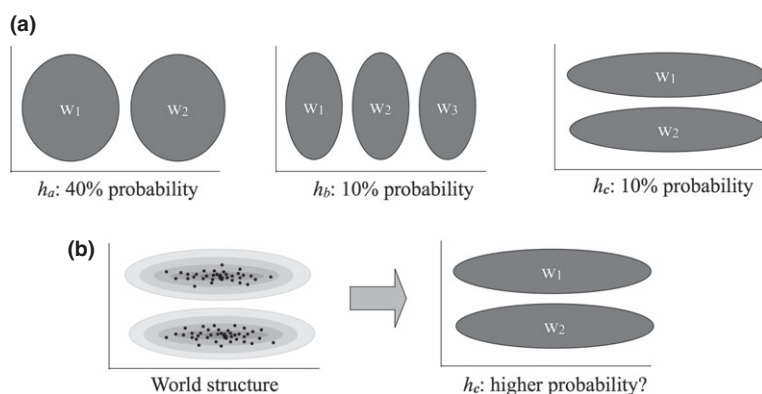 (a)
W1 W2
W1 W2 W3
W1
W2
ha: 40% probability
hb: 10% probability
hc: 10% probability
(b)
W1
W2
World structure
hc: higher probability?